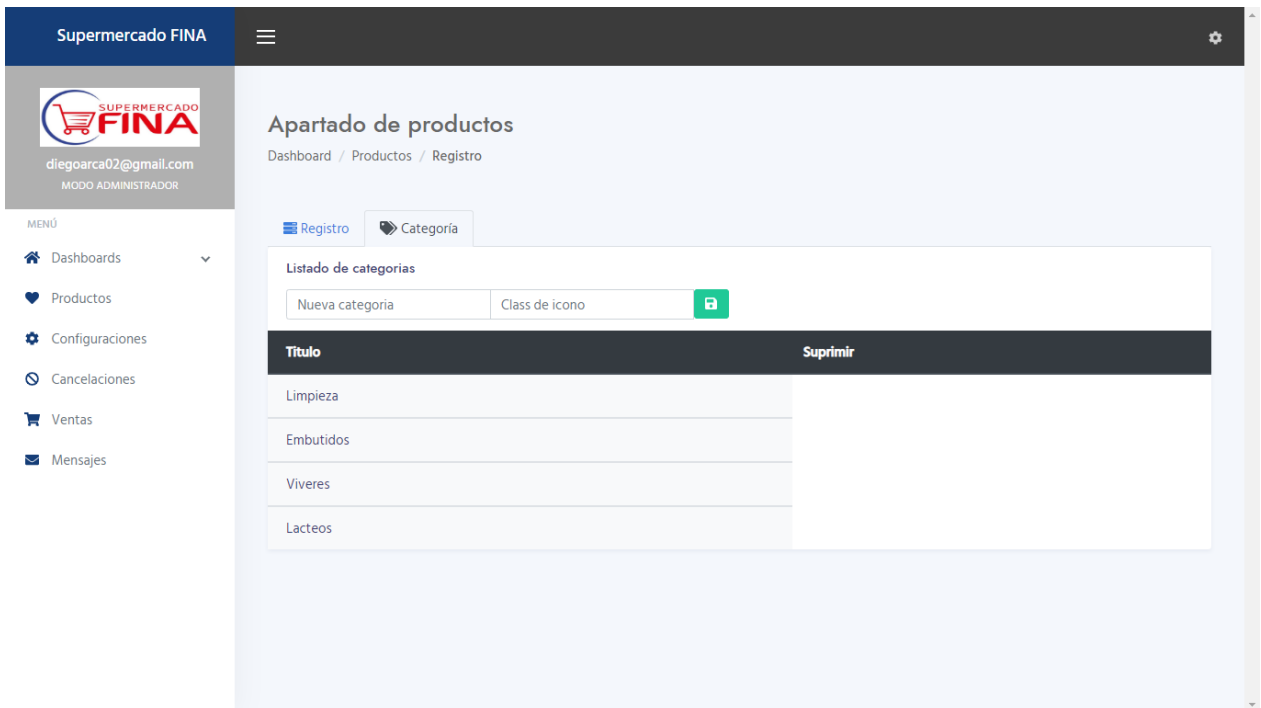 Supermercado FINA
SUPERMERCADO
FINA
diegoarca02@gmail.com
MODO ADMINISTRADOR
MENÚ
Dashboards
Productos
Configuraciones
Cancelaciones
Ventas
Mensajes
Apartado de productos
Dashboard / Productos / Registro
Registro Categoría
Listado de categorias
Nueva categoria Class de icono
Titulo Suprimir
Limpieza
Embutidos
Viveres
Lacteos